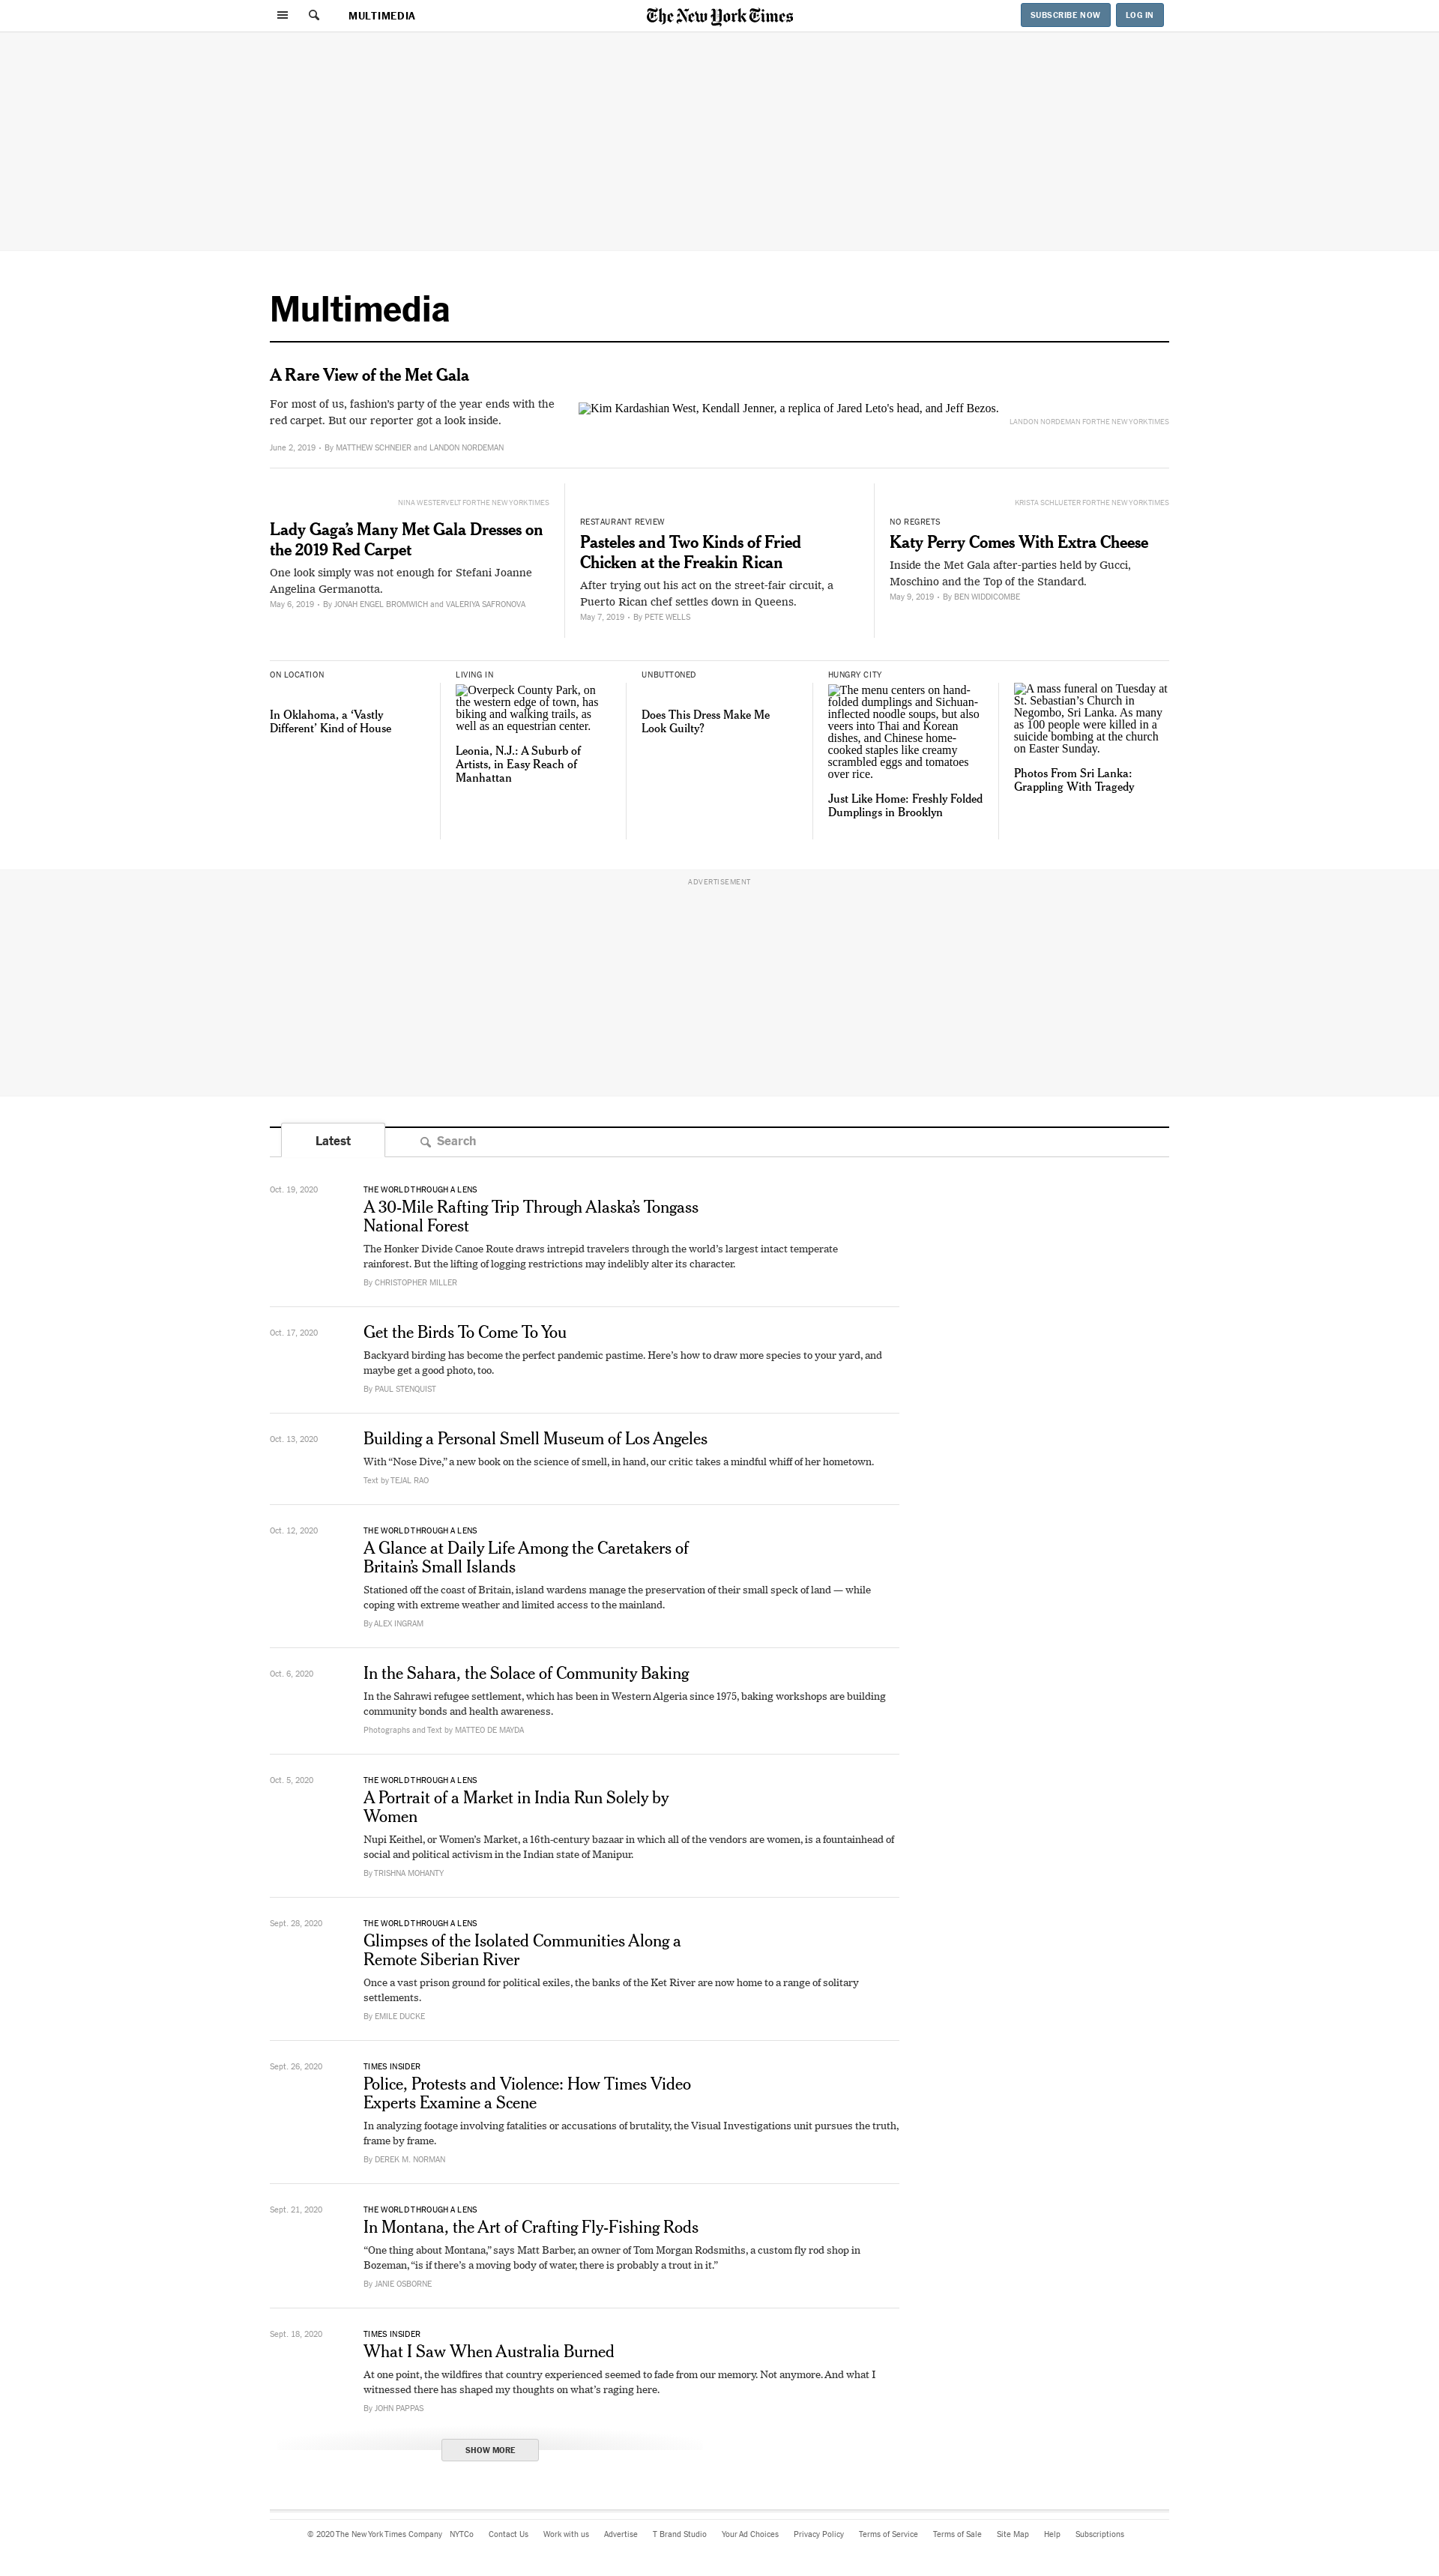 MULTIMEDIA
The New York Times
SUBSCRIBE NOW
LOG IN
Multimedia
A Rare View of the Met Gala
For most of us, fashion's party of the year ends with the
red carpet. But our reporter got a look inside.
June 2, 2019 • By MATTHEW SCHNEIER and LANDON NORDEMAN
Kim Kardashian West, Kendall Jenner, a replica of Jared Leto's head, and Jeff Bezos.
LANDON NORDEMAN FOR THE NEW YORK TIMES
NINA WESTERVELT FOR THE NEW YORK TIMES
Lady Gaga’s Many Met Gala Dresses on
the 2019 Red Carpet
One look simply was not enough for Stefani Joanne
Angelina Germanotta.
May 6, 2019 • By JONAH ENGEL BROMWICH and VALERIYA SAFRONOVA
RESTAURANT REVIEW
Pasteles and Two Kinds of Fried
Chicken at the Freakin Rican
After trying out his act on the street-fair circuit, a
Puerto Rican chef settles down in Queens.
May 7, 2019 • By PETE WELLS
KRISTA SCHLUETER FOR THE NEW YORK TIMES
NO REGRETS
Katy Perry Comes With Extra Cheese
Inside the Met Gala after-parties held by Gucci,
Moschino and the Top of the Standard.
May 9, 2019 • By BEN WIDDICOMBE
ON LOCATION
In Oklahoma, a ‘Vastly
Different’ Kind of House
LIVING IN
Overpeck County Park, on
the western edge of town, has
biking and walking trails, as
well as an equestrian center.
Leonia, N.J.: A Suburb of
Artists, in Easy Reach of
Manhattan
UNBUTTONED
Does This Dress Make Me
Look Guilty?
HUNGRY CITY
The menu centers on hand-
folded dumplings and Sichuan-
inflected noodle soups, but also
veers into Thai and Korean
dishes, and Chinese home-
cooked staples like creamy
scrambled eggs and tomatoes
over rice.
Just Like Home: Freshly Folded
Dumplings in Brooklyn
A mass funeral on Tuesday at
St. Sebastian’s Church in
Negombo, Sri Lanka. As many
as 100 people were killed in a
suicide bombing at the church
on Easter Sunday.
Photos From Sri Lanka:
Grappling With Tragedy
ADVERTISEMENT
Latest
Search
Oct. 19, 2020
THE WORLD THROUGH A LENS
A 30-Mile Rafting Trip Through Alaska’s Tongass
National Forest
The Honker Divide Canoe Route draws intrepid travelers through the world’s largest intact temperate
rainforest. But the lifting of logging restrictions may indelibly alter its character.
By CHRISTOPHER MILLER
Oct. 17, 2020
Get the Birds To Come To You
Backyard birding has become the perfect pandemic pastime. Here’s how to draw more species to your yard, and
maybe get a good photo, too.
By PAUL STENQUIST
Oct. 13, 2020
Building a Personal Smell Museum of Los Angeles
With “Nose Dive,” a new book on the science of smell, in hand, our critic takes a mindful whiff of her hometown.
Text by TEJAL RAO
Oct. 12, 2020
THE WORLD THROUGH A LENS
A Glance at Daily Life Among the Caretakers of
Britain’s Small Islands
Stationed off the coast of Britain, island wardens manage the preservation of their small speck of land — while
coping with extreme weather and limited access to the mainland.
By ALEX INGRAM
Oct. 6, 2020
In the Sahara, the Solace of Community Baking
In the Sahrawi refugee settlement, which has been in Western Algeria since 1975, baking workshops are building
community bonds and health awareness.
Photographs and Text by MATTEO DE MAYDA
Oct. 5, 2020
THE WORLD THROUGH A LENS
A Portrait of a Market in India Run Solely by
Women
Nupi Keithel, or Women’s Market, a 16th-century bazaar in which all of the vendors are women, is a fountainhead of
social and political activism in the Indian state of Manipur.
By TRISHNA MOHANTY
Sept. 28, 2020
THE WORLD THROUGH A LENS
Glimpses of the Isolated Communities Along a
Remote Siberian River
Once a vast prison ground for political exiles, the banks of the Ket River are now home to a range of solitary
settlements.
By EMILE DUCKE
Sept. 26, 2020
TIMES INSIDER
Police, Protests and Violence: How Times Video
Experts Examine a Scene
In analyzing footage involving fatalities or accusations of brutality, the Visual Investigations unit pursues the truth,
frame by frame.
By DEREK M. NORMAN
Sept. 21, 2020
THE WORLD THROUGH A LENS
In Montana, the Art of Crafting Fly-Fishing Rods
“One thing about Montana,” says Matt Barber, an owner of Tom Morgan Rodsmiths, a custom fly rod shop in
Bozeman, “is if there’s a moving body of water, there is probably a trout in it.”
By JANIE OSBORNE
Sept. 18, 2020
TIMES INSIDER
What I Saw When Australia Burned
At one point, the wildfires that country experienced seemed to fade from our memory. Not anymore. And what I
witnessed there has shaped my thoughts on what’s raging here.
By JOHN PAPPAS
SHOW MORE
© 2020 The New York Times Company NYTCo Contact Us Work with us Advertise T Brand Studio Your Ad Choices Privacy Policy Terms of Service Terms of Sale Site Map Help Subscriptions